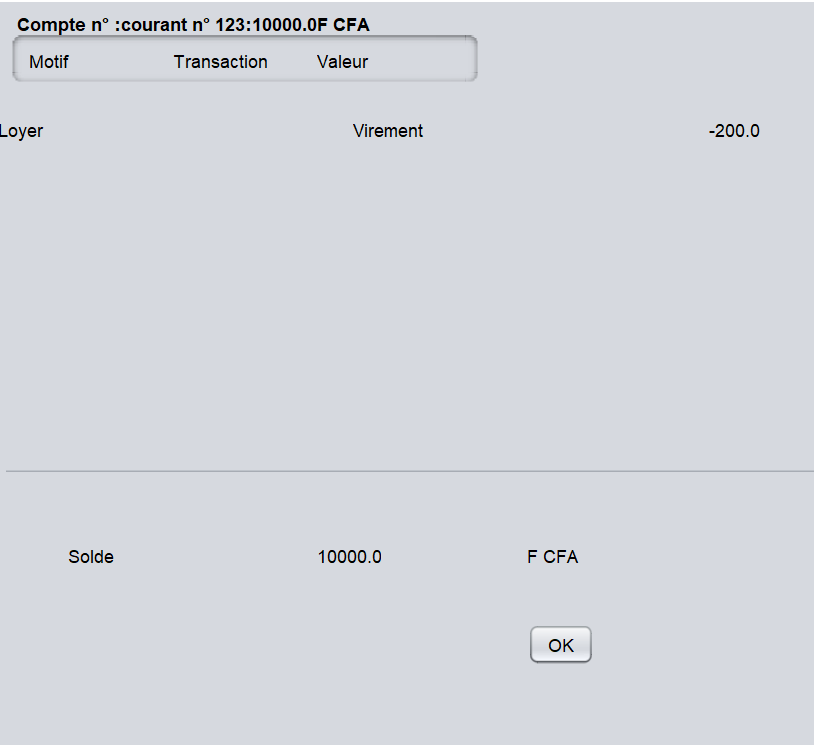 Compte n° :courant n° 123:10000.0F CFA
Motif Transaction Valeur
Loyer Virement -200.0
Solde 10000.0 F CFA
OK